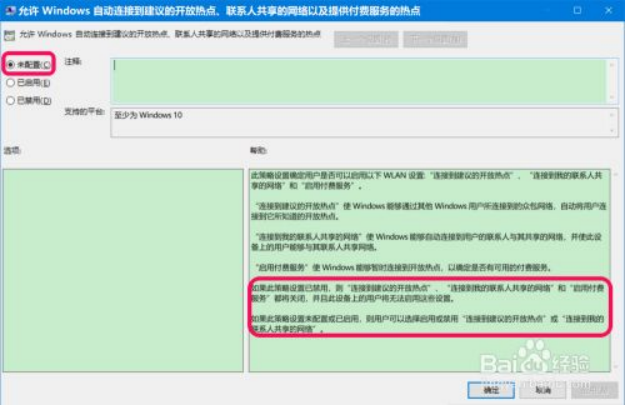 允许 Windows 自动连接到建议的开放热点、联系人共享的网络以及提供付费服务的热点
允许 Windows 自动连接到建议的开放热点、联系人共享的网络以及提供付费服务的热点
未配置(C)
注释:
已启用(E)
已禁用(D)
支持的平台:
至少为 Windows 10
选项:
帮助:
此策略设置确定用户是否可以启用以下 WLAN 设置:“连接到建议的开放热点”、“连接到我的联系人共
享的网络”和“启用付费服务”。
“连接到建议的开放热点”使 Windows 能够通过其他 Windows 用户所连接到的众包网络，自动将用户连
接到它所知道的开放热点。
“连接到我的联系人共享的网络”使 Windows 能够自动连接到用户的联系人与其共享的网络，并使此设
备上的用户能够与其联系人共享网络。
“启用付费服务”使 Windows 能够暂时连接到开放热点，以确定是否有可用的付费服务。
如果此策略设置已禁用，则“连接到建议的开放热点”、“连接到我的联系人共享的网络”和“启用付费
服务”都将关闭，并且此设备上的用户将无法启用这些设置。
如果此策略设置未配置或已启用，则用户可以选择启用或禁用“连接到建议的开放热点”或“连接到我的
联系人共享的网络”。
Baidu经验
确定
取消